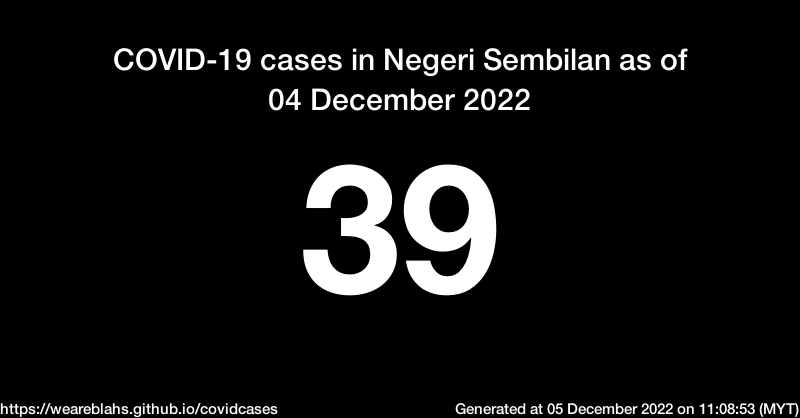 COVID-19 cases in Negeri Sembilan as of
04 December 2022
39
https://weareblahs.github.io/covidcases
Generated at 05 December 2022 on 11:08:53 (MYT)